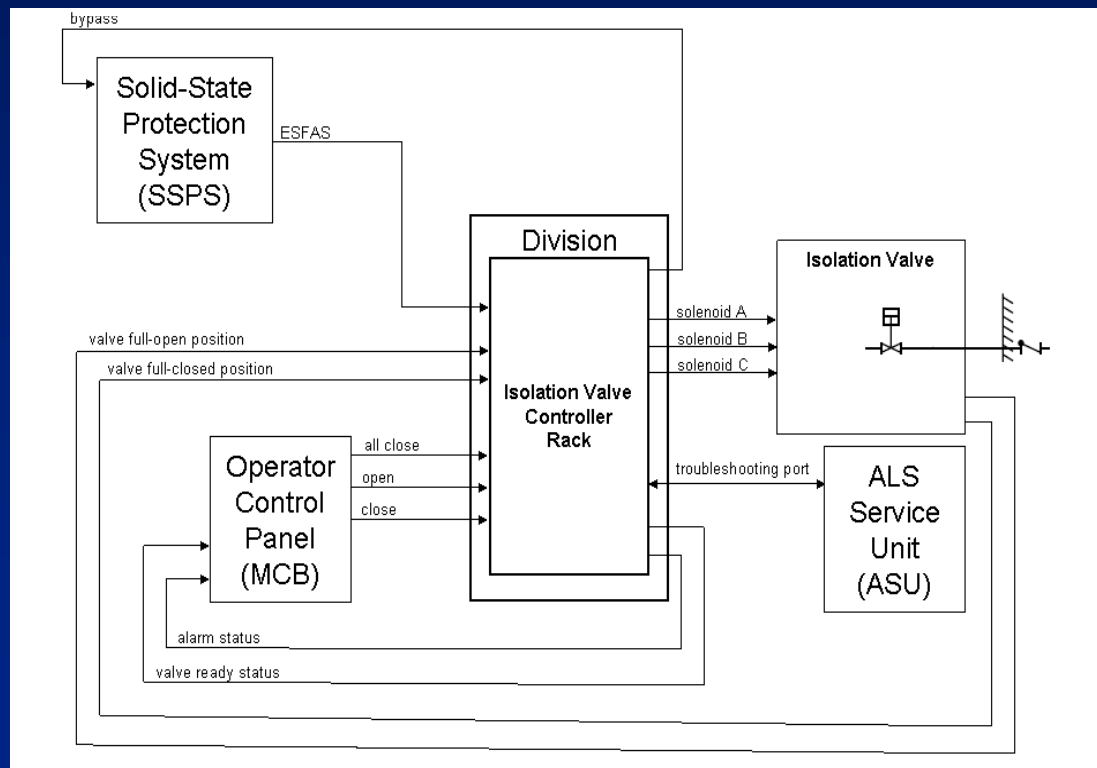 bypass
Solid-State
Protection
System
(SSPS)
ESFAS
Division
Isolation Valve
Controller
Rack
Isolation Valve
solenoid A
solenoid B
solenoid C
valve full-open position
valve full-closed position
Operator
Control
Panel
(MCB)
all close
open
close
troubleshooting port
ALS
Service
Unit
(ASU)
alarm status
valve ready status